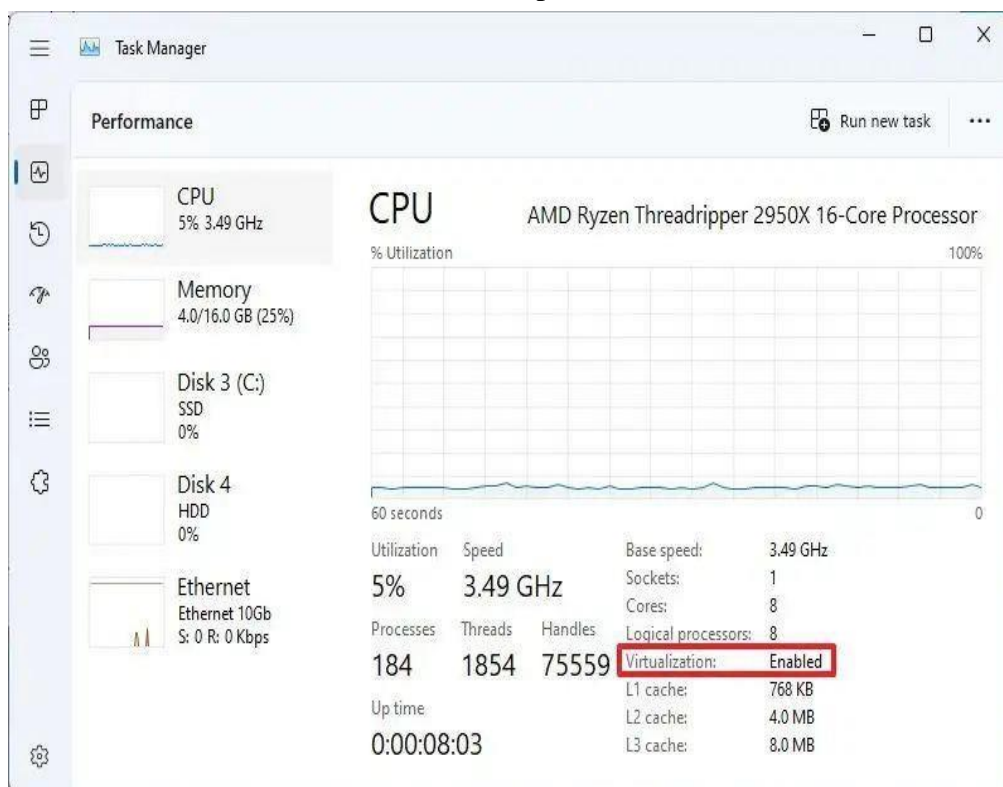 Task Manager
Performance
Run new task
CPU
5% 3.49 GHz
Memory
4.0/16.0 GB (25%)
Disk 3 (C:)
SSD
0%
Disk 4
HDD
0%
Ethernet
Ethernet 10Gb
S: 0 R: 0 Kbps
CPU
AMD Ryzen Threadripper 2950X 16-Core Processor
% Utilization
100%
60 seconds
0
Utilization Speed
5% 3.49 GHz
Processes Threads Handles
184 1854 75559
Up time
0:00:08:03
Base speed: 3.49 GHz
Sockets: 1
Cores: 8
Logical processors: 8
Virtualization: Enabled
L1 cache: 768 KB
L2 cache: 4.0 MB
L3 cache: 8.0 MB